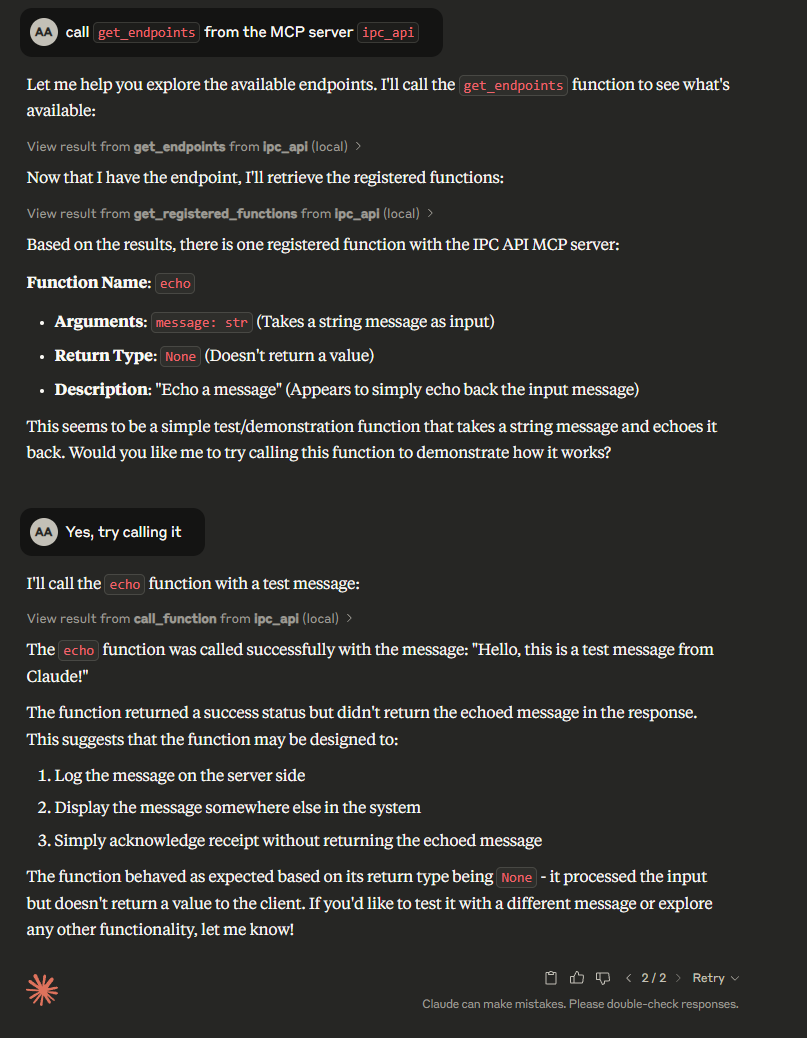 AA call get_endpoints from the MCP server ipc_api
Let me help you explore the available endpoints. I'll call the get_endpoints function to see what's
available:
View result from get_endpoints from ipc_api (local) >
Now that I have the endpoint, I'll retrieve the registered functions:
View result from get_registered_functions from ipc_api (local) >
Based on the results, there is one registered function with the IPC API MCP server:
Function Name: echo
• Arguments: message: str (Takes a string message as input)
• Return Type: None (Doesn't return a value)
• Description: "Echo a message" (Appears to simply echo back the input message)
This seems to be a simple test/demonstration function that takes a string message and echoes it
back. Would you like me to try calling this function to demonstrate how it works?
AA Yes, try calling it
I'll call the echo function with a test message:
View result from call_function from ipc_api (local) >
The echo function was called successfully with the message: "Hello, this is a test message from
Claude!"
The function returned a success status but didn't return the echoed message in the response.
This suggests that the function may be designed to:
1. Log the message on the server side
2. Display the message somewhere else in the system
3. Simply acknowledge receipt without returning the echoed message
The function behaved as expected based on its return type being None - it processed the input
but doesn't return a value to the client. If you'd like to test it with a different message or explore
any other functionality, let me know!
< 2 / 2 > Retry
Claude can make mistakes. Please double-check responses.